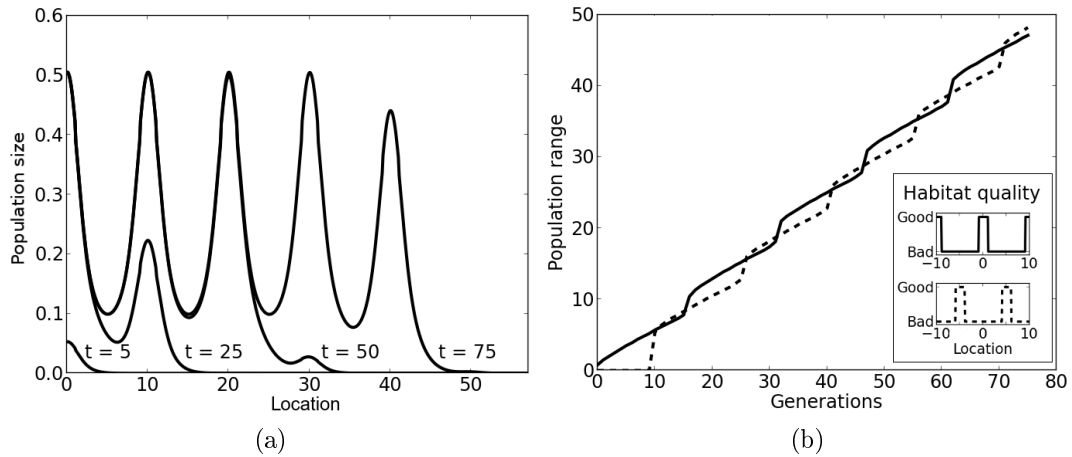 0.6
0.5
0.4
0.3
0.2
0.1
0.0
Population size
t = 5
t = 25
t = 50
t = 75
0 10 20 30 40 50
Location
(a)
50
40
30
20
10
0
Population range
Habitat quality
Good
Bad
−10 0 10
Good
Bad
−10 0 10
Location
0 10 20 30 40 50 60 70 80
Generations
(b)